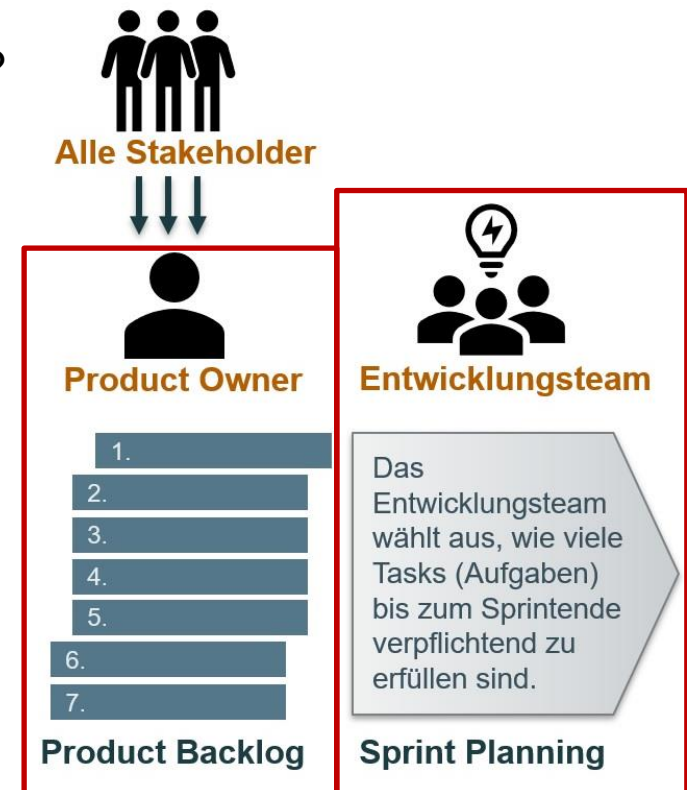 Alle Stakeholder
Product Owner
1.
2.
3.
4.
5.
6.
7.
Product Backlog
Entwicklungsteam
Das
Entwicklungsteam
wählt aus, wie viele
Tasks (Aufgaben)
bis zum Sprintende
verpflichtend zu
erfüllen sind.
Sprint Planning